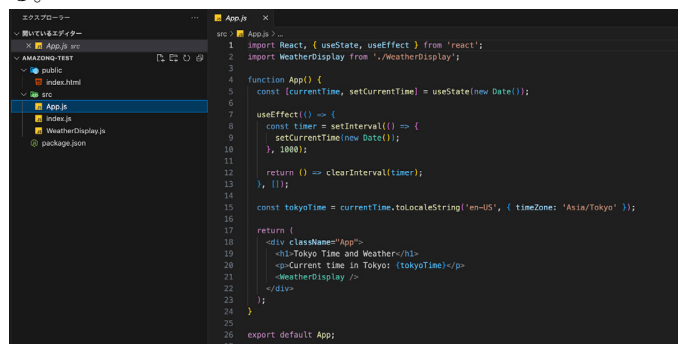 エクスプローラー ...
開いているエディター
App.js src
AMAZONQ-TEST
public
index.html
src
App.js
Index.js
WeatherDisplay.js
package.json
App.js ×
src > App.js > ...
1 import React, { useState, useEffect } from 'react';
2 import WeatherDisplay from './WeatherDisplay';
3
4 function App() {
5 const [currentTime, setCurrentTime] = useState(new Date());
6
7 useEffect(() => {
8 const timer = setInterval(() => {
9 setCurrentTime(new Date());
10 }, 1000);
11
12 return () => clearInterval(timer);
13 }, []);
14
15 const tokyoTime = currentTime.toLocaleString('en-US', { timeZone: 'Asia/Tokyo' });
16
17 return (
18 <div className="App">
19 <h1>Tokyo Time and Weather</h1>
20 <p>Current time in Tokyo: {tokyoTime}</p>
21 <WeatherDisplay />
22 </div>
23 );
24 }
25
26 export default App;